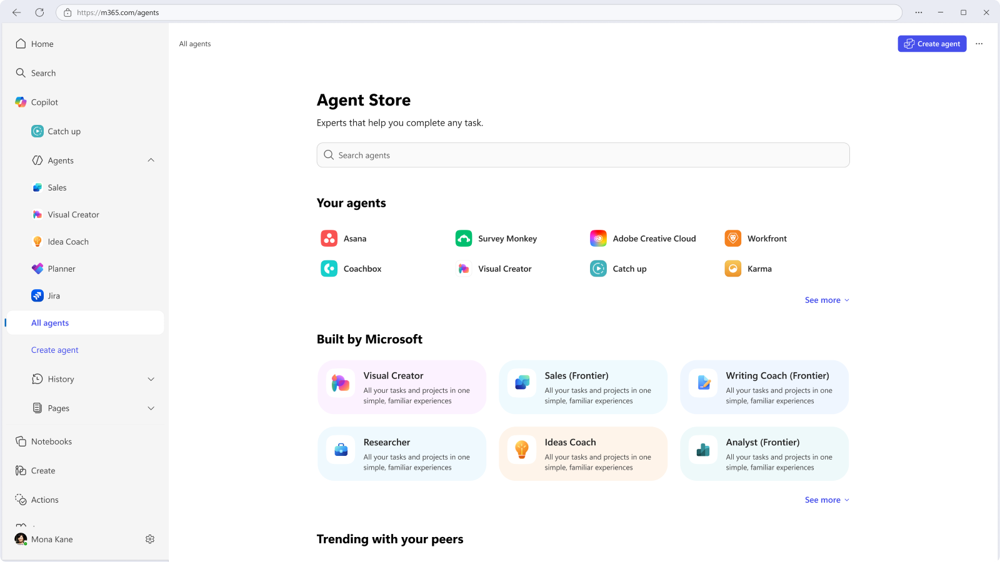 https://m365.com/agents
Home
Search
Copilot
Catch up
Agents
Sales
Visual Creator
Idea Coach
Planner
Jira
All agents
Create agent
History
Pages
Notebooks
Create
Actions
Mona Kane
All agents
Create agent
Agent Store
Experts that help you complete any task.
Search agents
Your agents
Asana
Survey Monkey
Adobe Creative Cloud
Workfront
Coachbox
Visual Creator
Catch up
Karma
See more
Built by Microsoft
Visual Creator
All your tasks and projects in one
simple, familiar experiences
Sales (Frontier)
All your tasks and projects in one
simple, familiar experiences
Writing Coach (Frontier)
All your tasks and projects in one
simple, familiar experiences
Researcher
All your tasks and projects in one
simple, familiar experiences
Ideas Coach
All your tasks and projects in one
simple, familiar experiences
Analyst (Frontier)
All your tasks and projects in one
simple, familiar experiences
See more
Trending with your peers